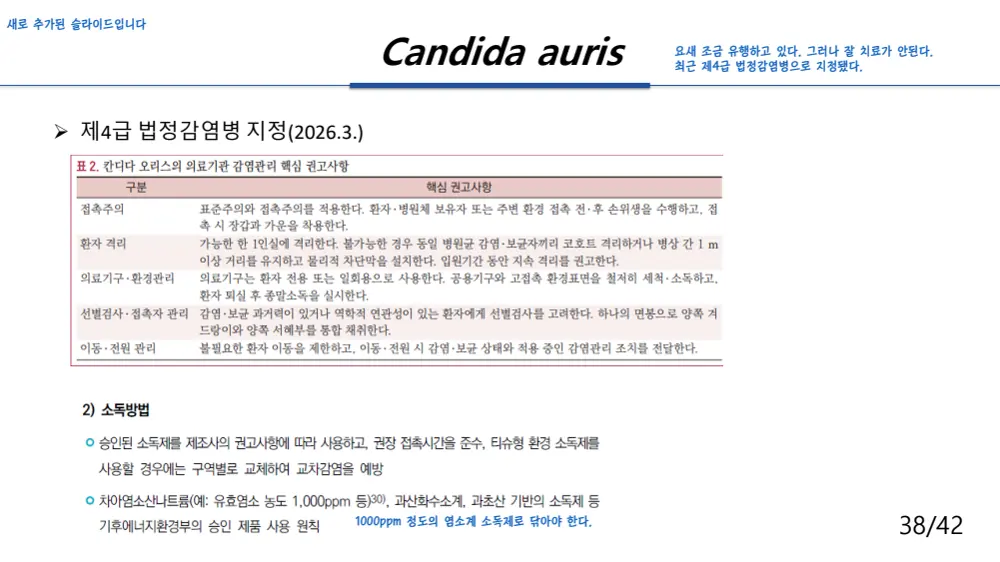 새로 추가된 슬라이드입니다
Candida auris
요새 조금 유행하고 있다. 그러나 잘 치료가 안된다.
최근 제4급 법정감염병으로 지정됐다.
➢ 제4급 법정감염병 지정(2026.3.)
표 2. 칸디다 오리스의 의료기관 감염관리 핵심 권고사항
구분 핵심 권고사항
접촉주의 표준주의와 접촉주의를 적용한다. 환자·병원체 보유자 또는 주변 환경 접촉 전·후 손위생을 수행하고, 접
촉 시 장갑과 가운을 착용한다.
환자 격리 가능한 한 1인실에 격리한다. 불가능한 경우 동일 병원균 감염·보균자끼리 코호트 격리하거나 병상 간 1 m
이상 거리를 유지하고 물리적 차단막을 설치한다. 입원기간 동안 지속 격리를 권고한다.
의료기구·환경관리 의료기구는 환자 전용 또는 일회용으로 사용한다. 공용기구와 고접촉 환경표면을 철저히 세척·소독하고,
환자 퇴실 후 종말소독을 실시한다.
선별검사·접촉자 관리 감염·보균 과거력이 있거나 역학적 연관성이 있는 환자에게 선별검사를 고려한다. 하나의 면봉으로 양쪽 겨
드랑이와 양쪽 서혜부를 통합 채취한다.
이동·전원 관리 불필요한 환자 이동을 제한하고, 이동·전원 시 감염·보균 상태와 적용 중인 감염관리 조치를 전달한다.
2) 소독방법
승인된 소독제를 제조사의 권고사항에 따라 사용하고, 권장 접촉시간을 준수, 티슈형 환경 소독제를
사용할 경우에는 구역별로 교체하여 교차감염을 예방
차아염소산나트륨(예: 유효염소 농도 1,000ppm 등)30), 과산화수소계, 과초산 기반의 소독제 등
기후에너지환경부의 승인 제품 사용 원칙
1000ppm 정도의 염소계 소독제로 닦아야 한다.
38/42